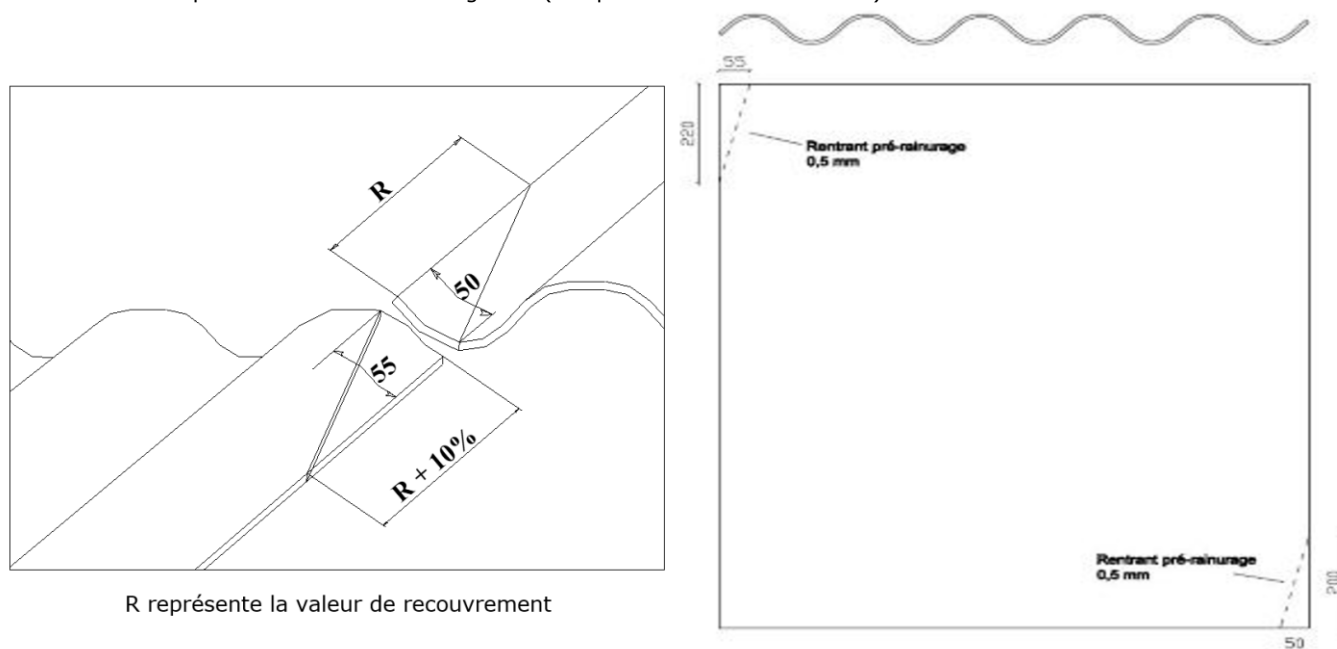 R
50
55
R + 10%
R représente la valeur de recouvrement
55
220
Rentrant pré-rainurage
0,5 mm
Rentrant pré-rainurage
0,5 mm
200
50